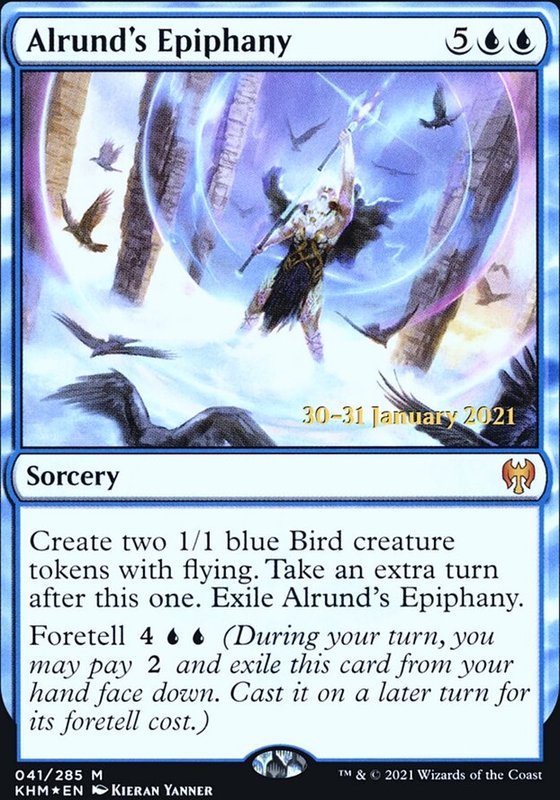 Alrund's Epiphany 5
30-31 January 2021
Sorcery
Create two 1/1 blue Bird creature
tokens with flying. Take an extra turn
after this one. Exile Alrund's Epiphany.
Foretell 4 (During your turn, you
may pay 2 and exile this card from your
hand face down. Cast it on a later turn for
its foretell cost.)
041/285 M
KHM★EN Kieran Yanner
™ & © 2021 Wizards of the Coast